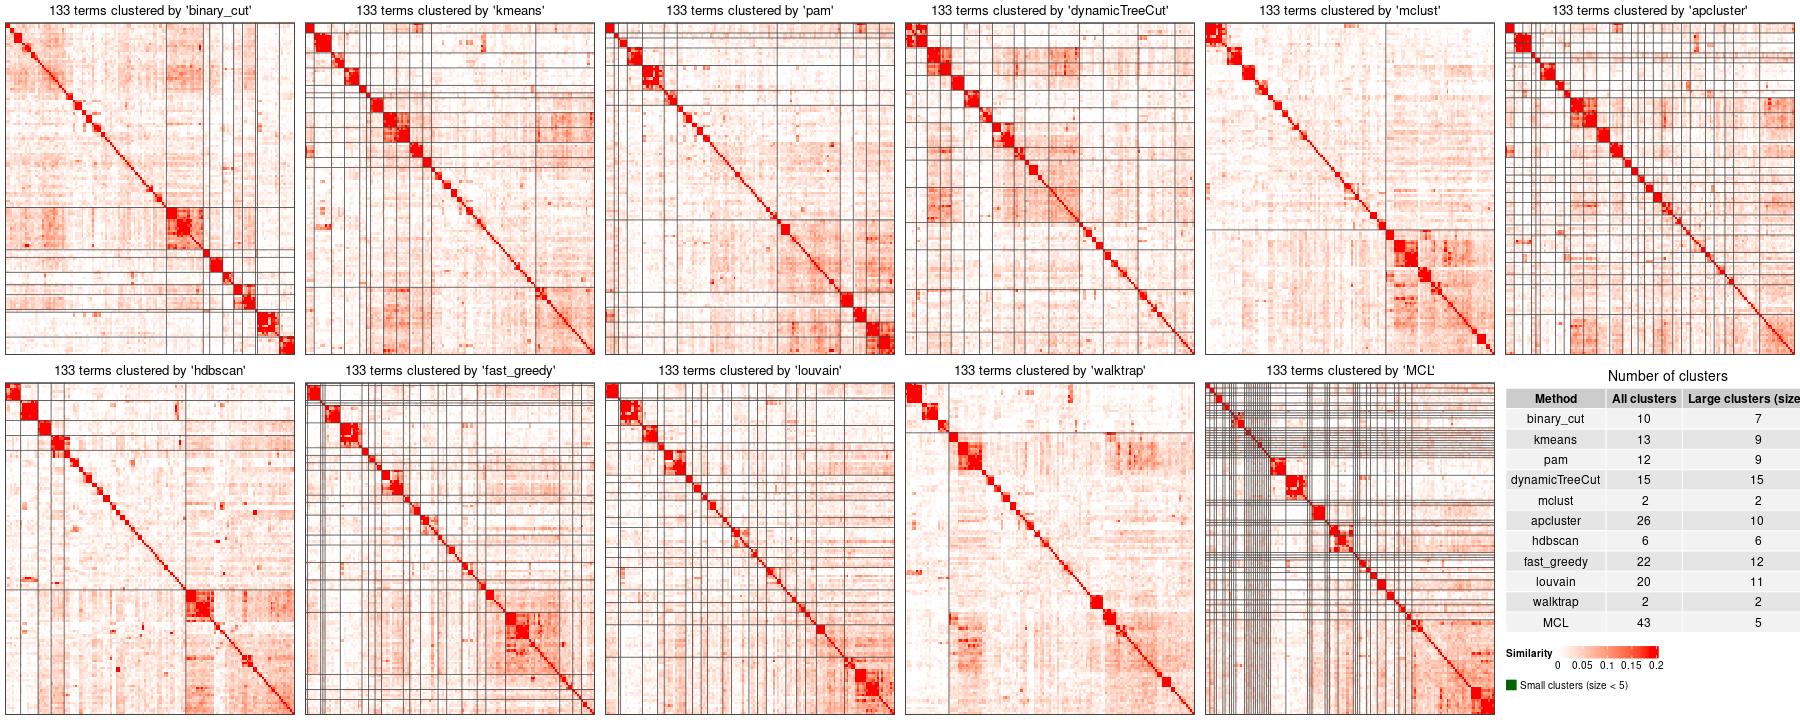 133 terms clustered by 'binary_cut'
133 terms clustered by 'kmeans'
133 terms clustered by 'pam'
133 terms clustered by 'dynamicTreeCut'
133 terms clustered by 'mclust'
133 terms clustered by 'apcluster'
133 terms clustered by 'hdbscan'
133 terms clustered by 'fast_greedy'
133 terms clustered by 'louvain'
133 terms clustered by 'walktrap'
133 terms clustered by 'MCL'
Number of clusters
Method All clusters Large clusters (size
binary_cut 10 7
kmeans 13 9
pam 12 9
dynamicTreeCut 15 15
mclust 2 2
apcluster 26 10
hdbscan 6 6
fast_greedy 22 12
louvain 20 11
walktrap 2 2
MCL 43 5
Similarity
0 0.05 0.1 0.15 0.2
Small clusters (size < 5)